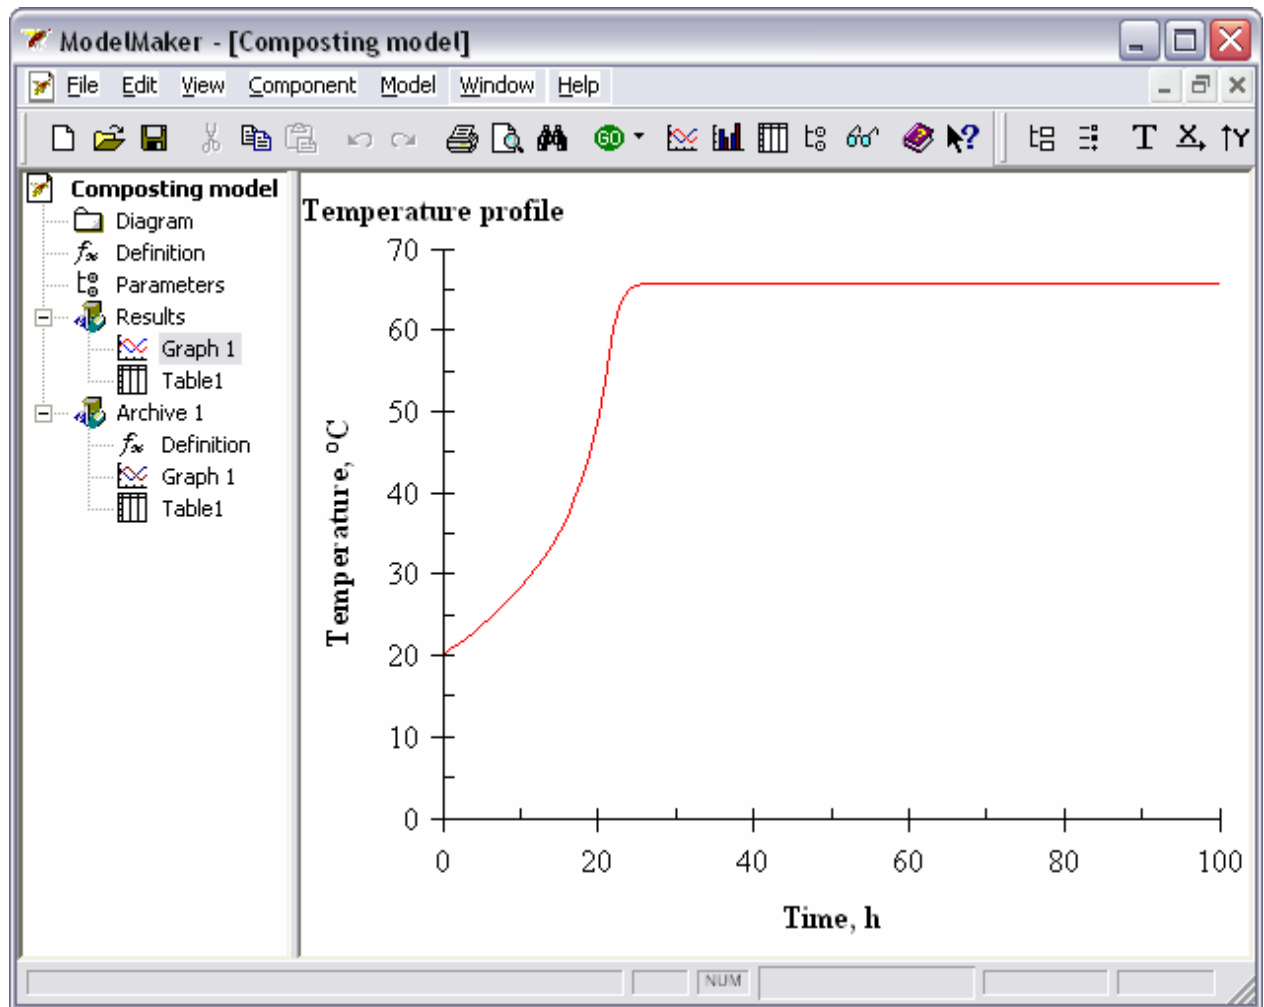 ModelMaker - [Composting model]
File Edit View Component Model Window Help
GO T X Y
Composting model
Diagram
Definition
Parameters
Results
Graph 1
Table1
Archive 1
Definition
Graph 1
Table1
Temperature profile
70
60
50
40
30
20
10
0
Temperature, °C
0 20 40 60 80 100
Time, h
NUM